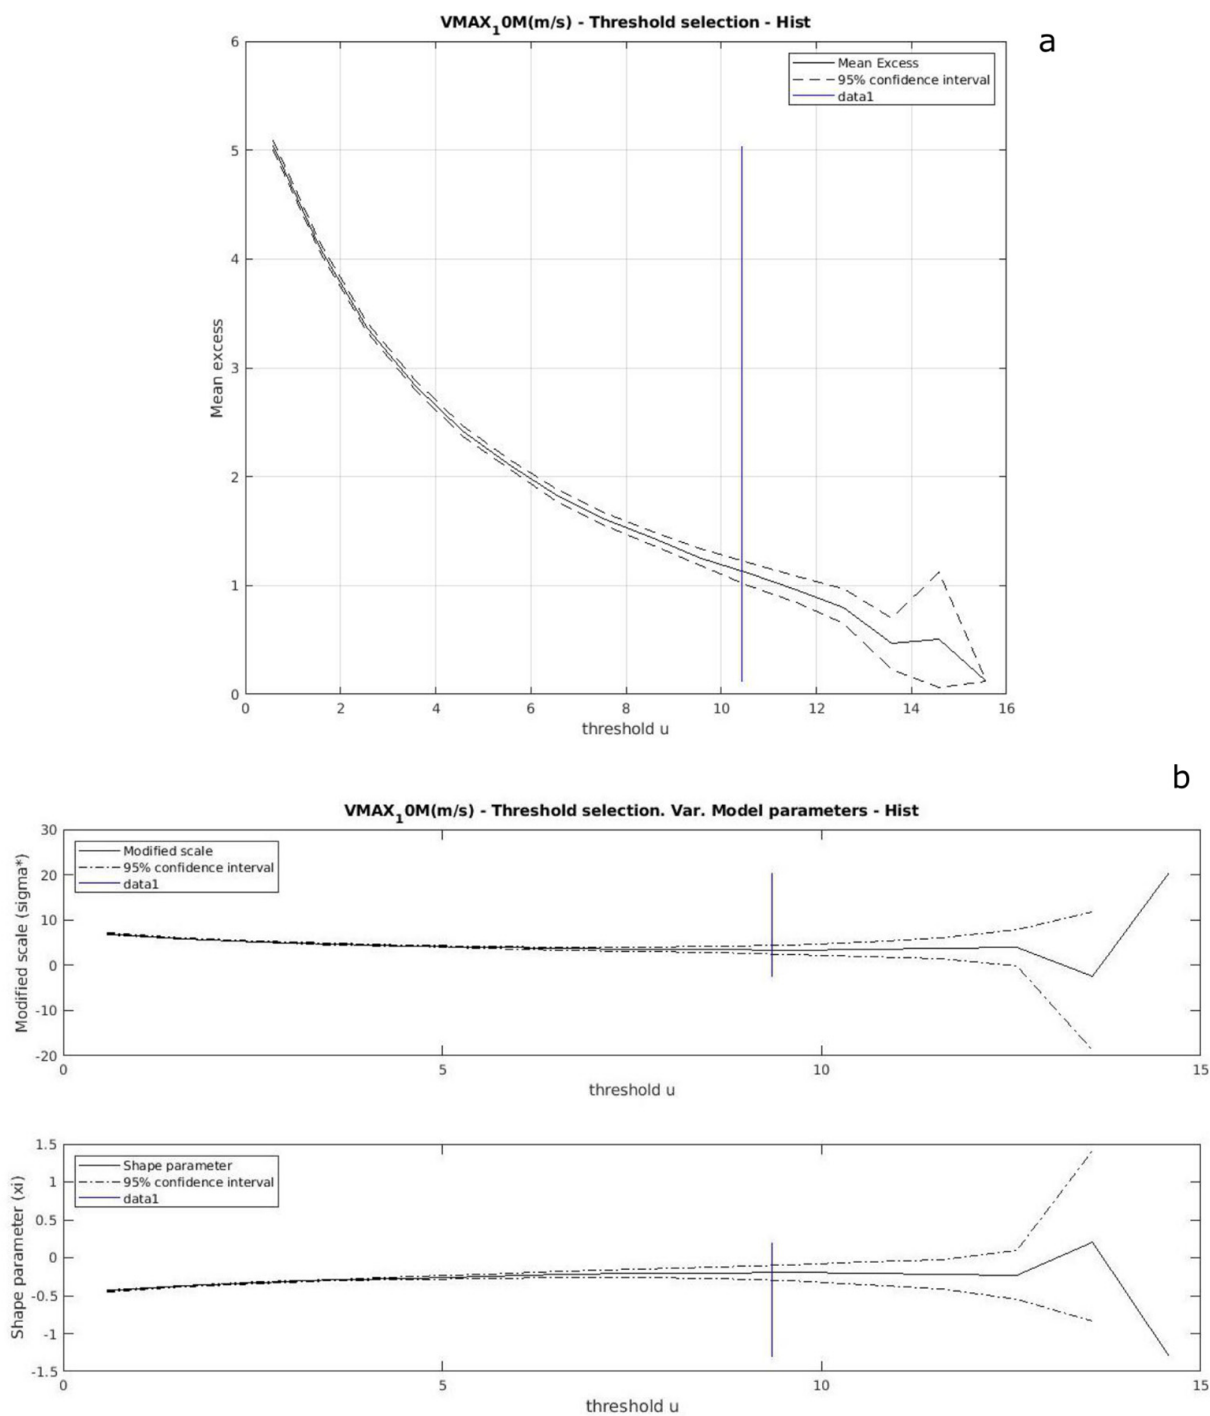 VMAX_10M(m/s) - Threshold selection - Hist
a
6
5
4
3
2
1
0
Mean excess
Mean Excess
95% confidence interval
data1
0 2 4 6 8 10 12 14 16
threshold u
b
VMAX_10M(m/s) - Threshold selection. Var. Model parameters - Hist
30
20
10
0
-10
-20
Modified scale (sigma*)
Modified scale
95% confidence interval
data1
0 5 10 15
threshold u
1.5
1
0.5
0
-0.5
-1
-1.5
Shape parameter (xi)
Shape parameter
95% confidence interval
data1
0 5 10 15
threshold u